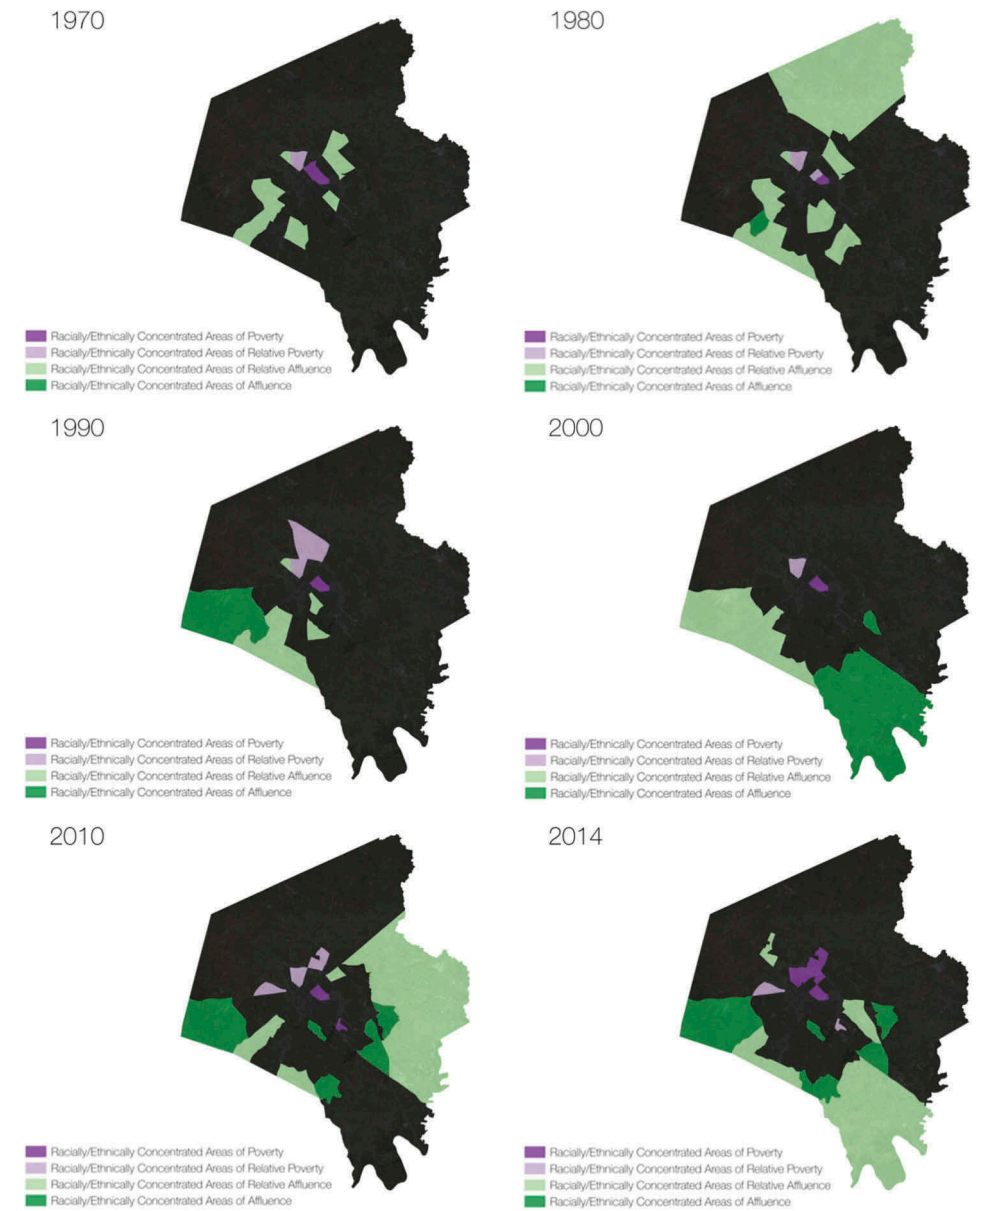 1970
1980
Racially/Ethnically Concentrated Areas of Poverty
Racially/Ethnically Concentrated Areas of Relative Poverty
Racially/Ethnically Concentrated Areas of Relative Affluence
Racially/Ethnically Concentrated Areas of Affluence
Racially/Ethnically Concentrated Areas of Poverty
Racially/Ethnically Concentrated Areas of Relative Poverty
Racially/Ethnically Concentrated Areas of Relative Affluence
Racially/Ethnically Concentrated Areas of Affluence
1990
2000
Racially/Ethnically Concentrated Areas of Poverty
Racially/Ethnically Concentrated Areas of Relative Poverty
Racially/Ethnically Concentrated Areas of Relative Affluence
Racially/Ethnically Concentrated Areas of Affluence
Racially/Ethnically Concentrated Areas of Poverty
Racially/Ethnically Concentrated Areas of Relative Poverty
Racially/Ethnically Concentrated Areas of Relative Affluence
Racially/Ethnically Concentrated Areas of Affluence
2010
2014
Racially/Ethnically Concentrated Areas of Poverty
Racially/Ethnically Concentrated Areas of Relative Poverty
Racially/Ethnically Concentrated Areas of Relative Affluence
Racially/Ethnically Concentrated Areas of Affluence
Racially/Ethnically Concentrated Areas of Poverty
Racially/Ethnically Concentrated Areas of Relative Poverty
Racially/Ethnically Concentrated Areas of Relative Affluence
Racially/Ethnically Concentrated Areas of Affluence